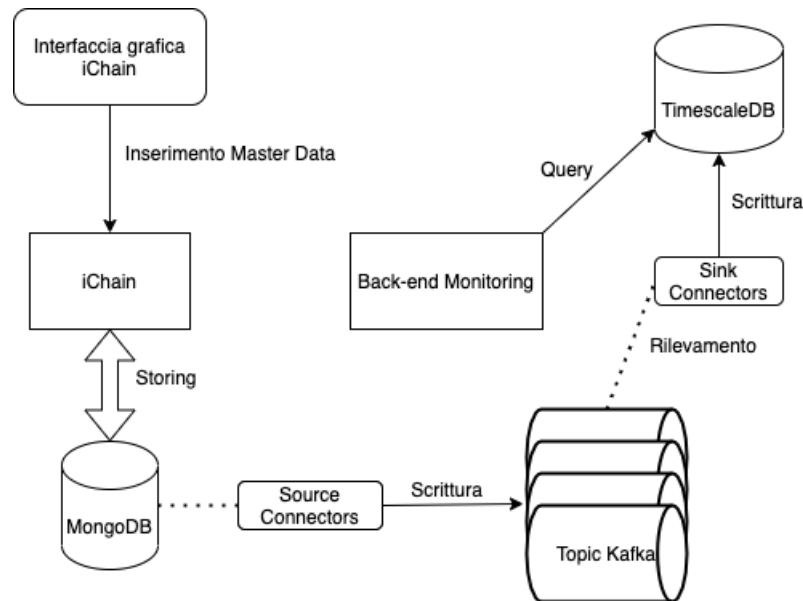 Interfaccia grafica
iChain
TimescaleDB
Inserimento Master Data
Query
Scrittura
iChain
Back-end Monitoring
Sink
Connectors
Rilevamento
Storing
MongoDB
Source
Connectors
Scrittura
Topic Kafka